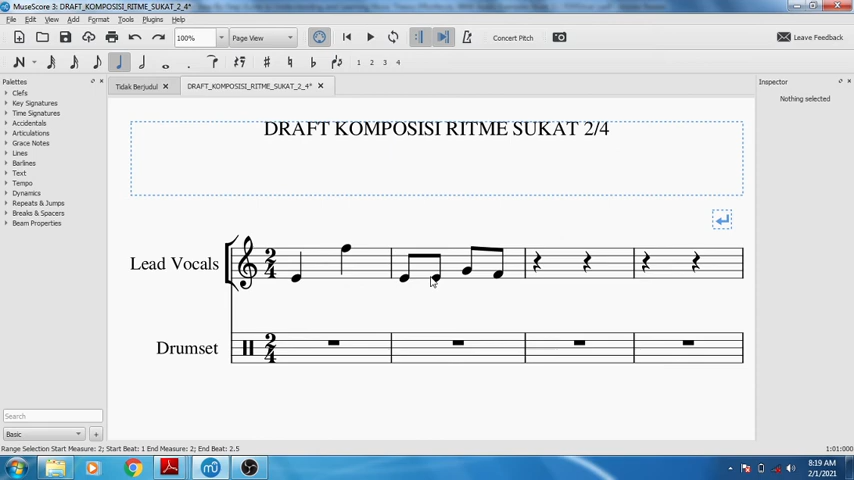 MuseScore 3: DRAFT_KOMPOSISI_RITME_SUKAT_2_4*
File Edit View Add Format Tools Plugins Help
100% Page View Concert Pitch Leave Feedback
1 2 3 4
Palettes
Tidak Berjudul
DRAFT_KOMPOSISI_RITME_SUKAT_2_4*
Inspector
Nothing selected
Clefs
Key Signatures
Time Signatures
Accidentals
Articulations
Grace Notes
Lines
Barlines
Text
Tempo
Dynamics
Repeats & Jumps
Breaks & Spacers
Beam Properties
DRAFT KOMPOSISI RITME SUKAT 2/4
Lead Vocals
2
4
Drumset
2
4
Search
Basic
Range Selection Start Measure: 2; Start Beat: 1 End Measure: 2; End Beat: 2.5
1:01:000
8:19 AM
2/1/2021